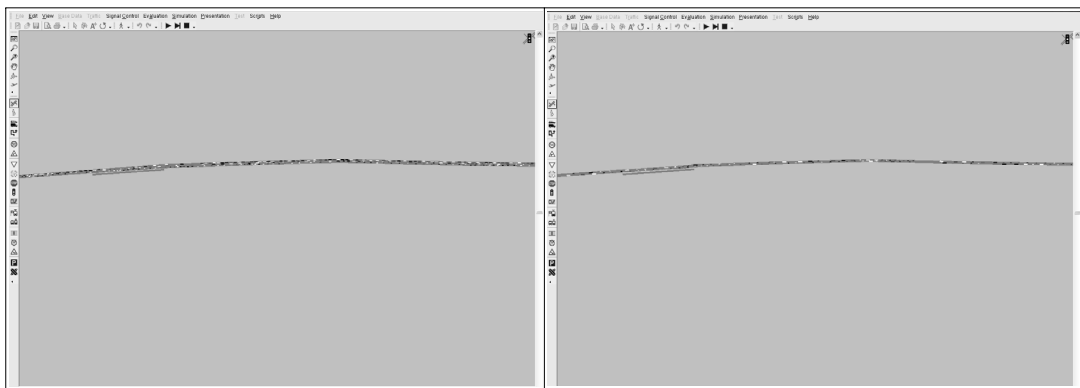 File Edit View Base Data Traffic Signal Control Evaluation Simulation Presentation Test Scripts Help
File Edit View Base Data Traffic Signal Control Evaluation Simulation Presentation Test Scripts Help